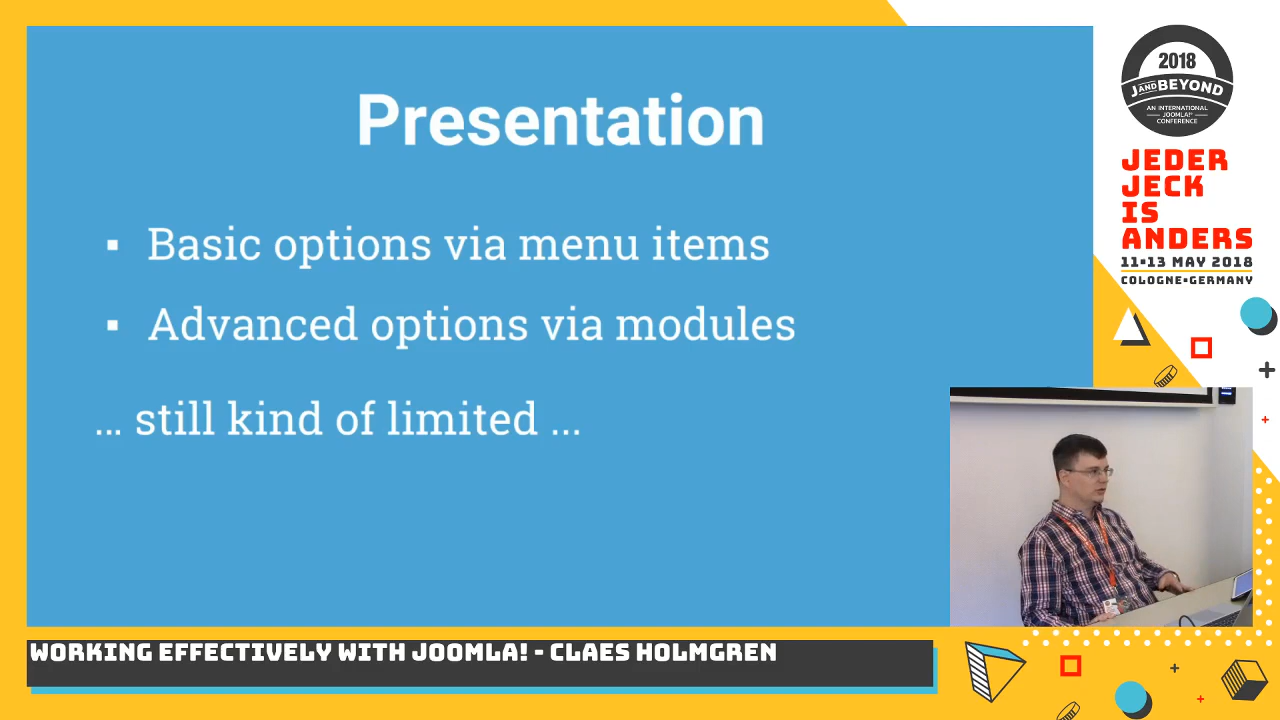 Presentation
▪ Basic options via menu items
▪ Advanced options via modules
... still kind of limited ...
2018
J AND BEYOND
AN INTERNATIONAL
JOOMLA!®
CONFERENCE
JEDER
JECK
IS
ANDERS
11▪13 MAY 2018
COLOGNE▪GERMANY
WORKING EFFECTIVELY WITH JOOMLA! - CLAES HOLMGREN